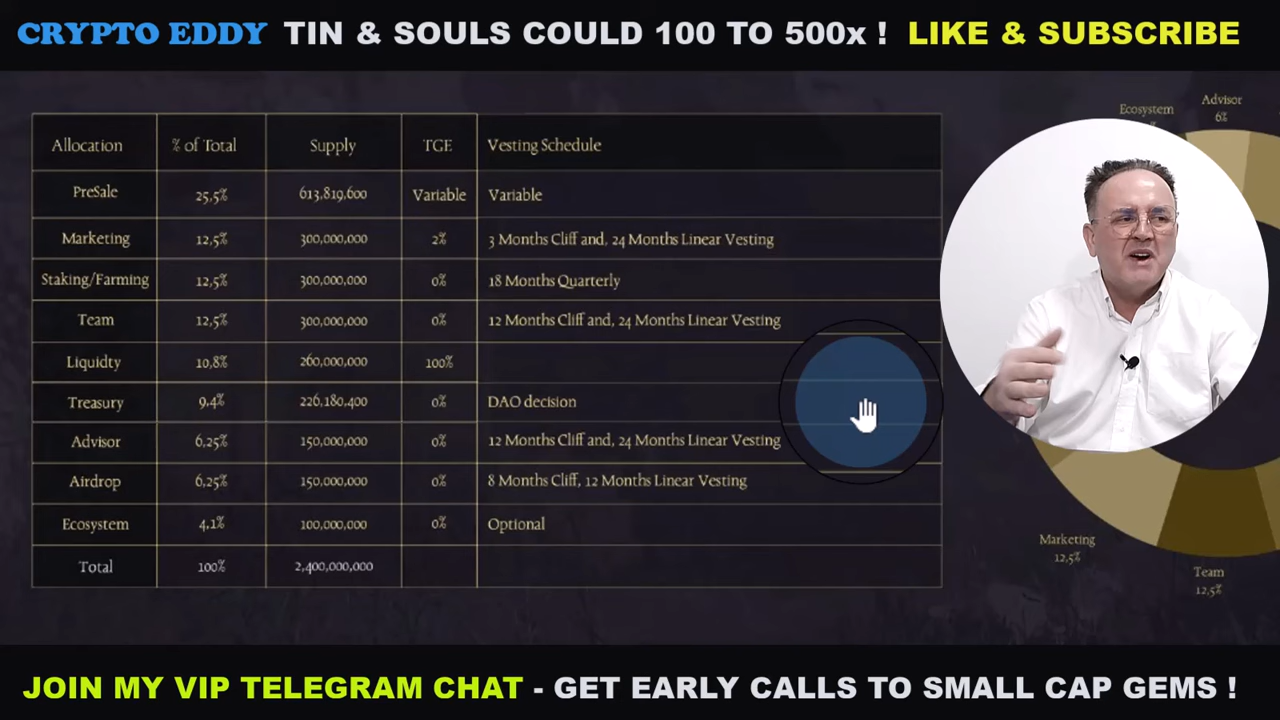 CRYPTO EDDY TIN & SOULS COULD 100 TO 500x ! LIKE & SUBSCRIBE
Allocation % of Total Supply TGE Vesting Schedule
PreSale 25,5% 613,819,600 Variable Variable
Marketing 12,5% 300,000,000 2% 3 Months Cliff and, 24 Months Linear Vesting
Staking/Farming 12,5% 300,000,000 0% 18 Months Quarterly
Team 12,5% 300,000,000 0% 12 Months Cliff and, 24 Months Linear Vesting
Liquidty 10,8% 260,000,000 100%
Treasury 9,4% 226,180,400 0% DAO decision
Advisor 6,25% 150,000,000 0% 12 Months Cliff and, 24 Months Linear Vesting
Airdrop 6,25% 150,000,000 0% 8 Months Cliff, 12 Months Linear Vesting
Ecosystem 4,1% 100,000,000 0% Optional
Total 100% 2,400,000,000
Ecosystem
Advisor
6%
Marketing
12,5%
Team
12,5%
JOIN MY VIP TELEGRAM CHAT - GET EARLY CALLS TO SMALL CAP GEMS !